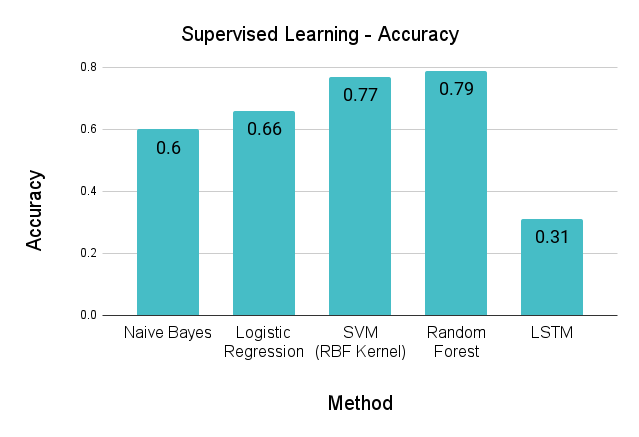 Supervised Learning - Accuracy
Accuracy
0.8
0.6
0.4
0.2
0.0
0.6
0.66
0.77
0.79
0.31
Naive Bayes
Logistic
Regression
SVM
(RBF Kernel)
Random
Forest
LSTM
Method